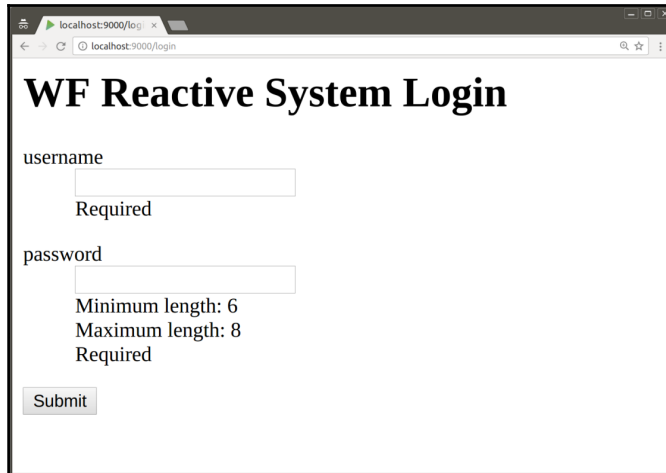 localhost:9000/logi
localhost:9000/login
WF Reactive System Login
username
Required
password
Minimum length: 6
Maximum length: 8
Required
Submit